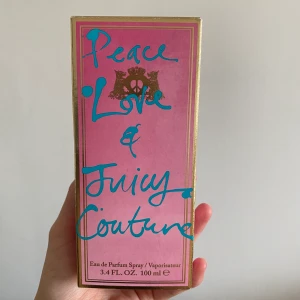 Peace
Love
&
Juicy
Couture
Eau de Parfum Spray / Vaporisateur
3.4 FL. OZ. 100 ml ℮